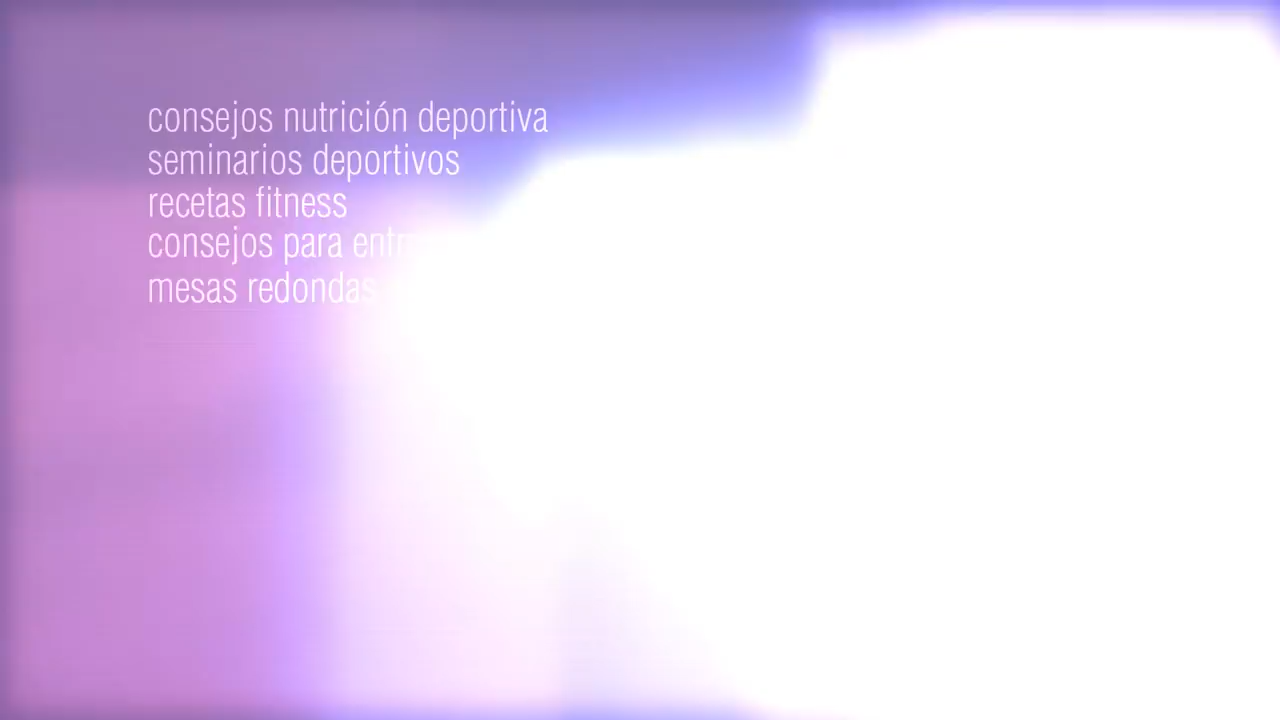 consejos nutrición deportiva
seminarios deportivos
recetas fitness
consejos para
mesas redondas